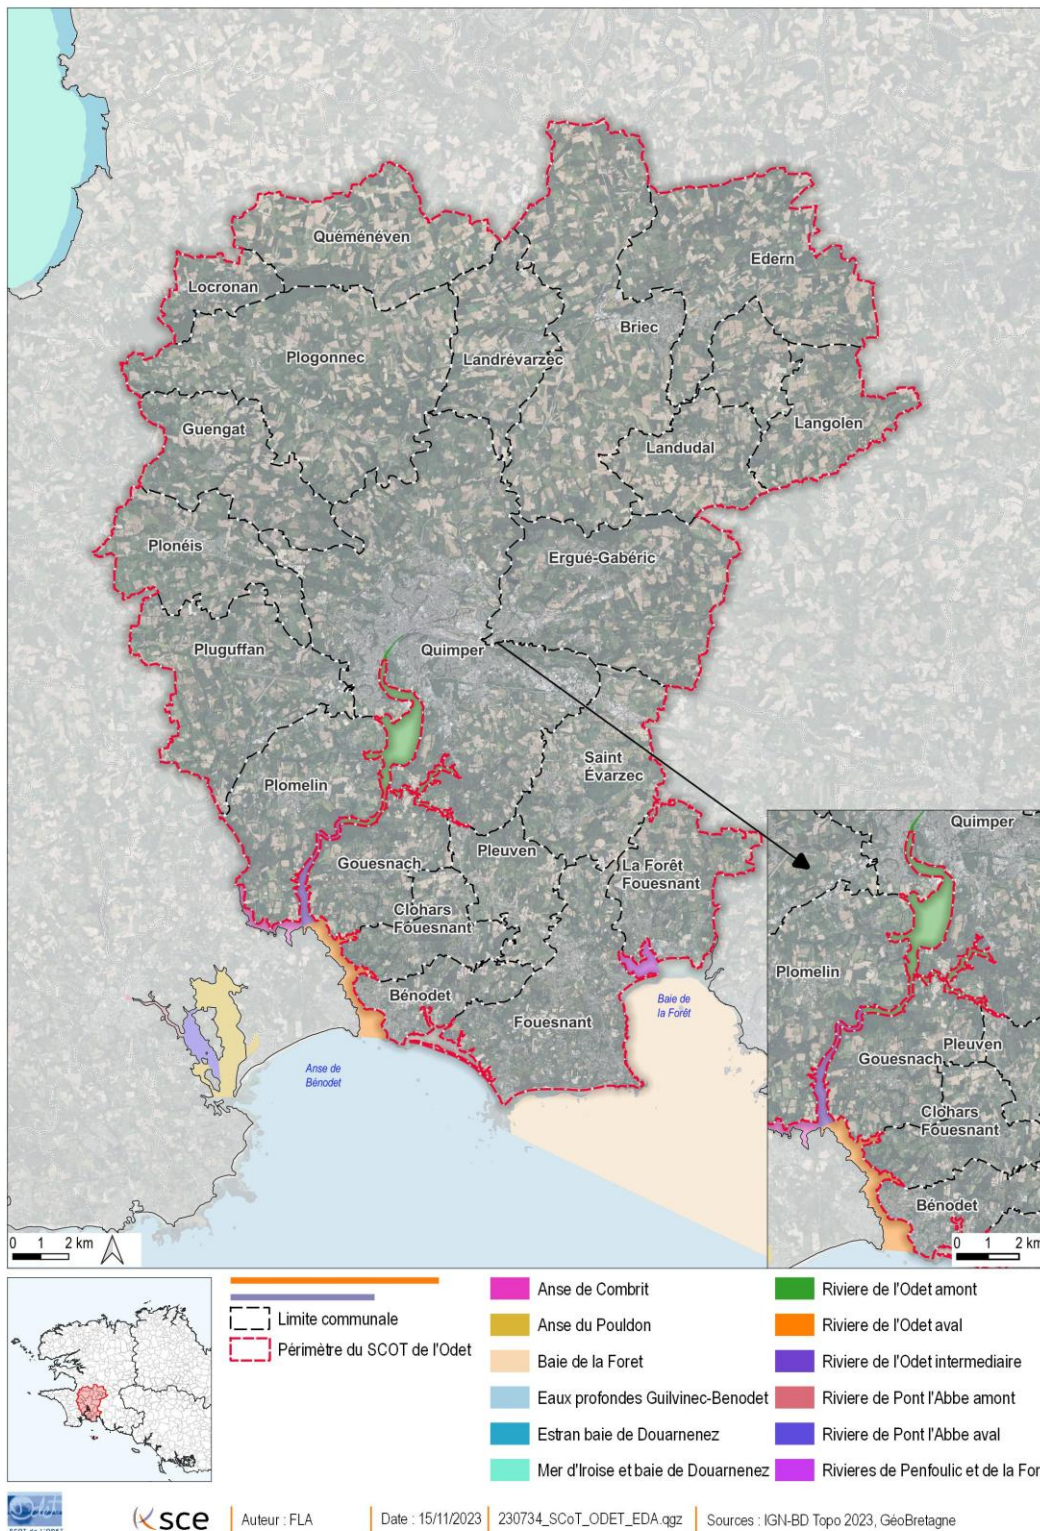 Quéménéven
Edern
Locronan
Briec
Plogonnec
Landrévarzec
Langolen
Guengat
Landudal
Plonéis
Ergué-Gabéric
Pluguffan
Quimper
Saint
Évarzec
Plomelin
Pleuven
Gouesnach
La Forêt
Fouesnant
Clohars
Fouesnant
Bénodet
Fouesnant
Baie de
la Forêt
Anse de
Bénodet
0 1 2 km
Quimper
Plomelin
Pleuven
Gouesnach
Clohars
Fouesnant
Bénodet
0 1 2 km
Limite communale
Périmètre du SCOT de l'Odet
Anse de Combrit
Anse du Pouldon
Baie de la Foret
Eaux profondes Guilvinec-Benodet
Estran baie de Douarnenez
Mer d'Iroise et baie de Douarnenez
Riviere de l'Odet amont
Riviere de l'Odet aval
Riviere de l'Odet intermediaire
Riviere de Pont l'Abbe amont
Riviere de Pont l'Abbe aval
Rivieres de Penfoulic et de la For
Odet
sce
Auteur : FLA
Date : 15/11/2023
230734_SCoT_ODET_EDA.qgz
Sources : IGN-BD Topo 2023, GéoBretagne